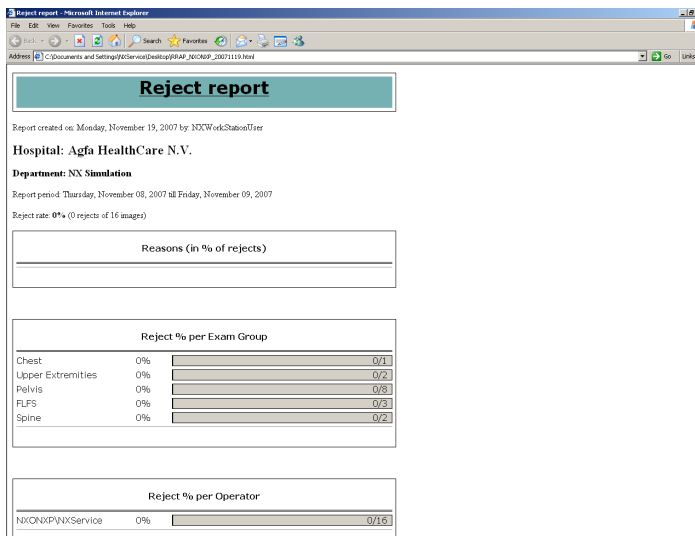 Reject report - Microsoft Internet Explorer
File Edit View Favorites Tools Help
Back Search Favorites
Address C:\Documents and Settings\NXService\Desktop\RRAP_NXONXP_20071119.html Go Links
Reject report
Report created on: Monday, November 19, 2007 by: NXWorkStationUser
Hospital: Agfa HealthCare N.V.
Department: NX Simulation
Report period: Thursday, November 08, 2007 till Friday, November 09, 2007
Reject rate: 0% (0 rejects of 16 images)
Reasons (in % of rejects)
Reject % per Exam Group
Chest 0% 0/1
Upper Extremities 0% 0/2
Pelvis 0% 0/8
FLFS 0% 0/3
Spine 0% 0/2
Reject % per Operator
NXONXP\NXService 0% 0/16